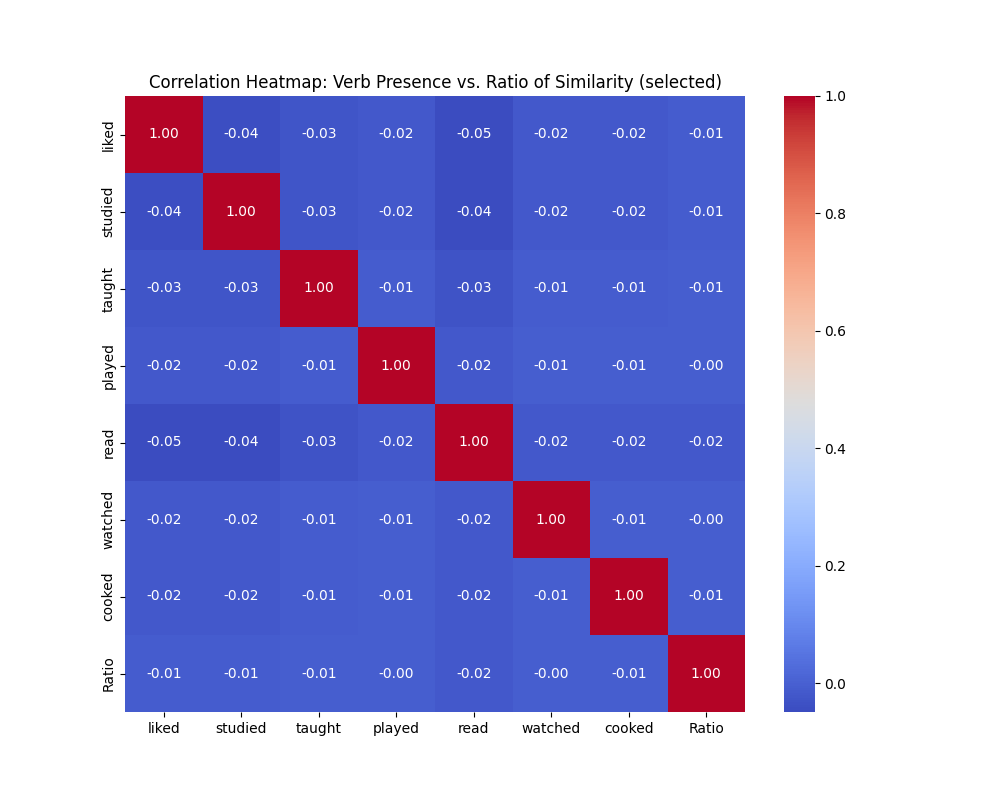 Correlation Heatmap: Verb Presence vs. Ratio of Similarity (selected)
liked 1.00 -0.04 -0.03 -0.02 -0.05 -0.02 -0.02 -0.01
studied -0.04 1.00 -0.03 -0.02 -0.04 -0.02 -0.02 -0.01
taught -0.03 -0.03 1.00 -0.01 -0.03 -0.01 -0.01 -0.01
played -0.02 -0.02 -0.01 1.00 -0.02 -0.01 -0.01 -0.00
read -0.05 -0.04 -0.03 -0.02 1.00 -0.02 -0.02 -0.02
watched -0.02 -0.02 -0.01 -0.01 -0.02 1.00 -0.01 -0.00
cooked -0.02 -0.02 -0.01 -0.01 -0.02 -0.01 1.00 -0.01
Ratio -0.01 -0.01 -0.01 -0.00 -0.02 -0.00 -0.01 1.00
liked studied taught played read watched cooked Ratio
1.0
0.8
0.6
0.4
0.2
0.0